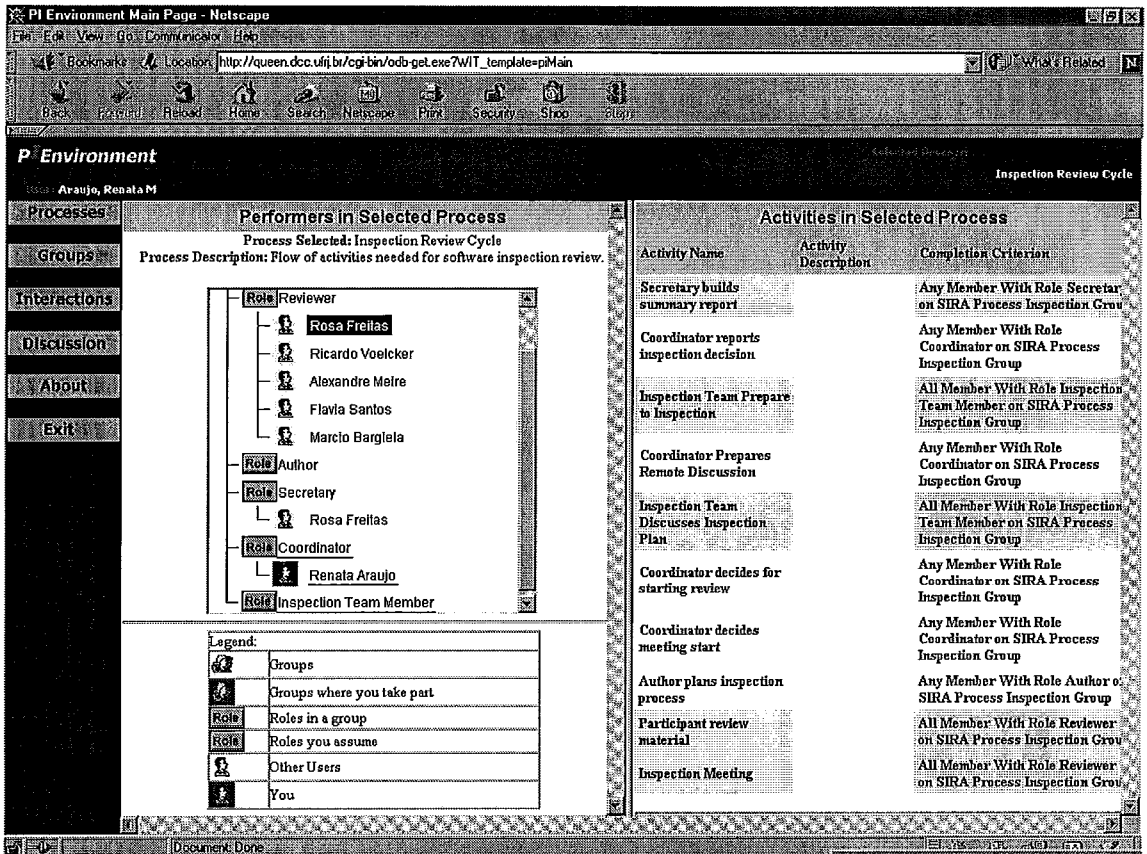 PI Environment Main Page - Netscape
File Edit View Go Communicator Help
Bookmarks Location: http://queen.dcc.ufrj.br/cgi-bin/odb-get.exe?WIT_template=piMain What's Related N
Back Forward Reload Home Search Netscape Print Security Shop Stop
P Environment
Selected Process:
Inspection Review Cycle
User: Araujo, Renata M
Processes
Groups
Interactions
Discussion
About
Exit
Performers in Selected Process
Process Selected: Inspection Review Cycle
Process Description: Flow of activities needed for software inspection review.
Role Reviewer
Rosa Freitas
Ricardo Voelcker
Alexandre Meire
Flavia Santos
Marcio Barglela
Role Author
Role Secretary
Rosa Freitas
Role Coordinator
Renata Araujo
Role Inspection Team Member
Legend:
Groups
Groups where you take part
Role Roles in a group
Role Roles you assume
Other Users
You
Activities in Selected Process
Activity Name Activity Description Completion Criterion
Secretary builds summary report
Any Member With Role Secretar
on SIRA Process Inspection Grou
Coordinator reports
inspection decision
Any Member With Role
Coordinator on SIRA Process
Inspection Group
Inspection Team Prepare
to Inspection
All Member With Role Inspection
Team Member on SIRA Process
Inspection Group
Coordinator Prepares
Remote Discussion
Any Member With Role
Coordinator on SIRA Process
Inspection Group
Inspection Team
Discusses Inspection
Plan
All Member With Role Inspection
Team Member on SIRA Process
Inspection Group
Coordinator decides for
starting review
Any Member With Role
Coordinator on SIRA Process
Inspection Group
Coordinator decides
meeting start
Any Member With Role
Coordinator on SIRA Process
Inspection Group
Author plans inspection
process
Any Member With Role Author o
SIRA Process Inspection Group
Participant review
material
All Member With Role Reviewer
on SIRA Process Inspection Grou
Inspection Meeting
All Member With Role Reviewer
on SIRA Process Inspection Grou
Document: Done